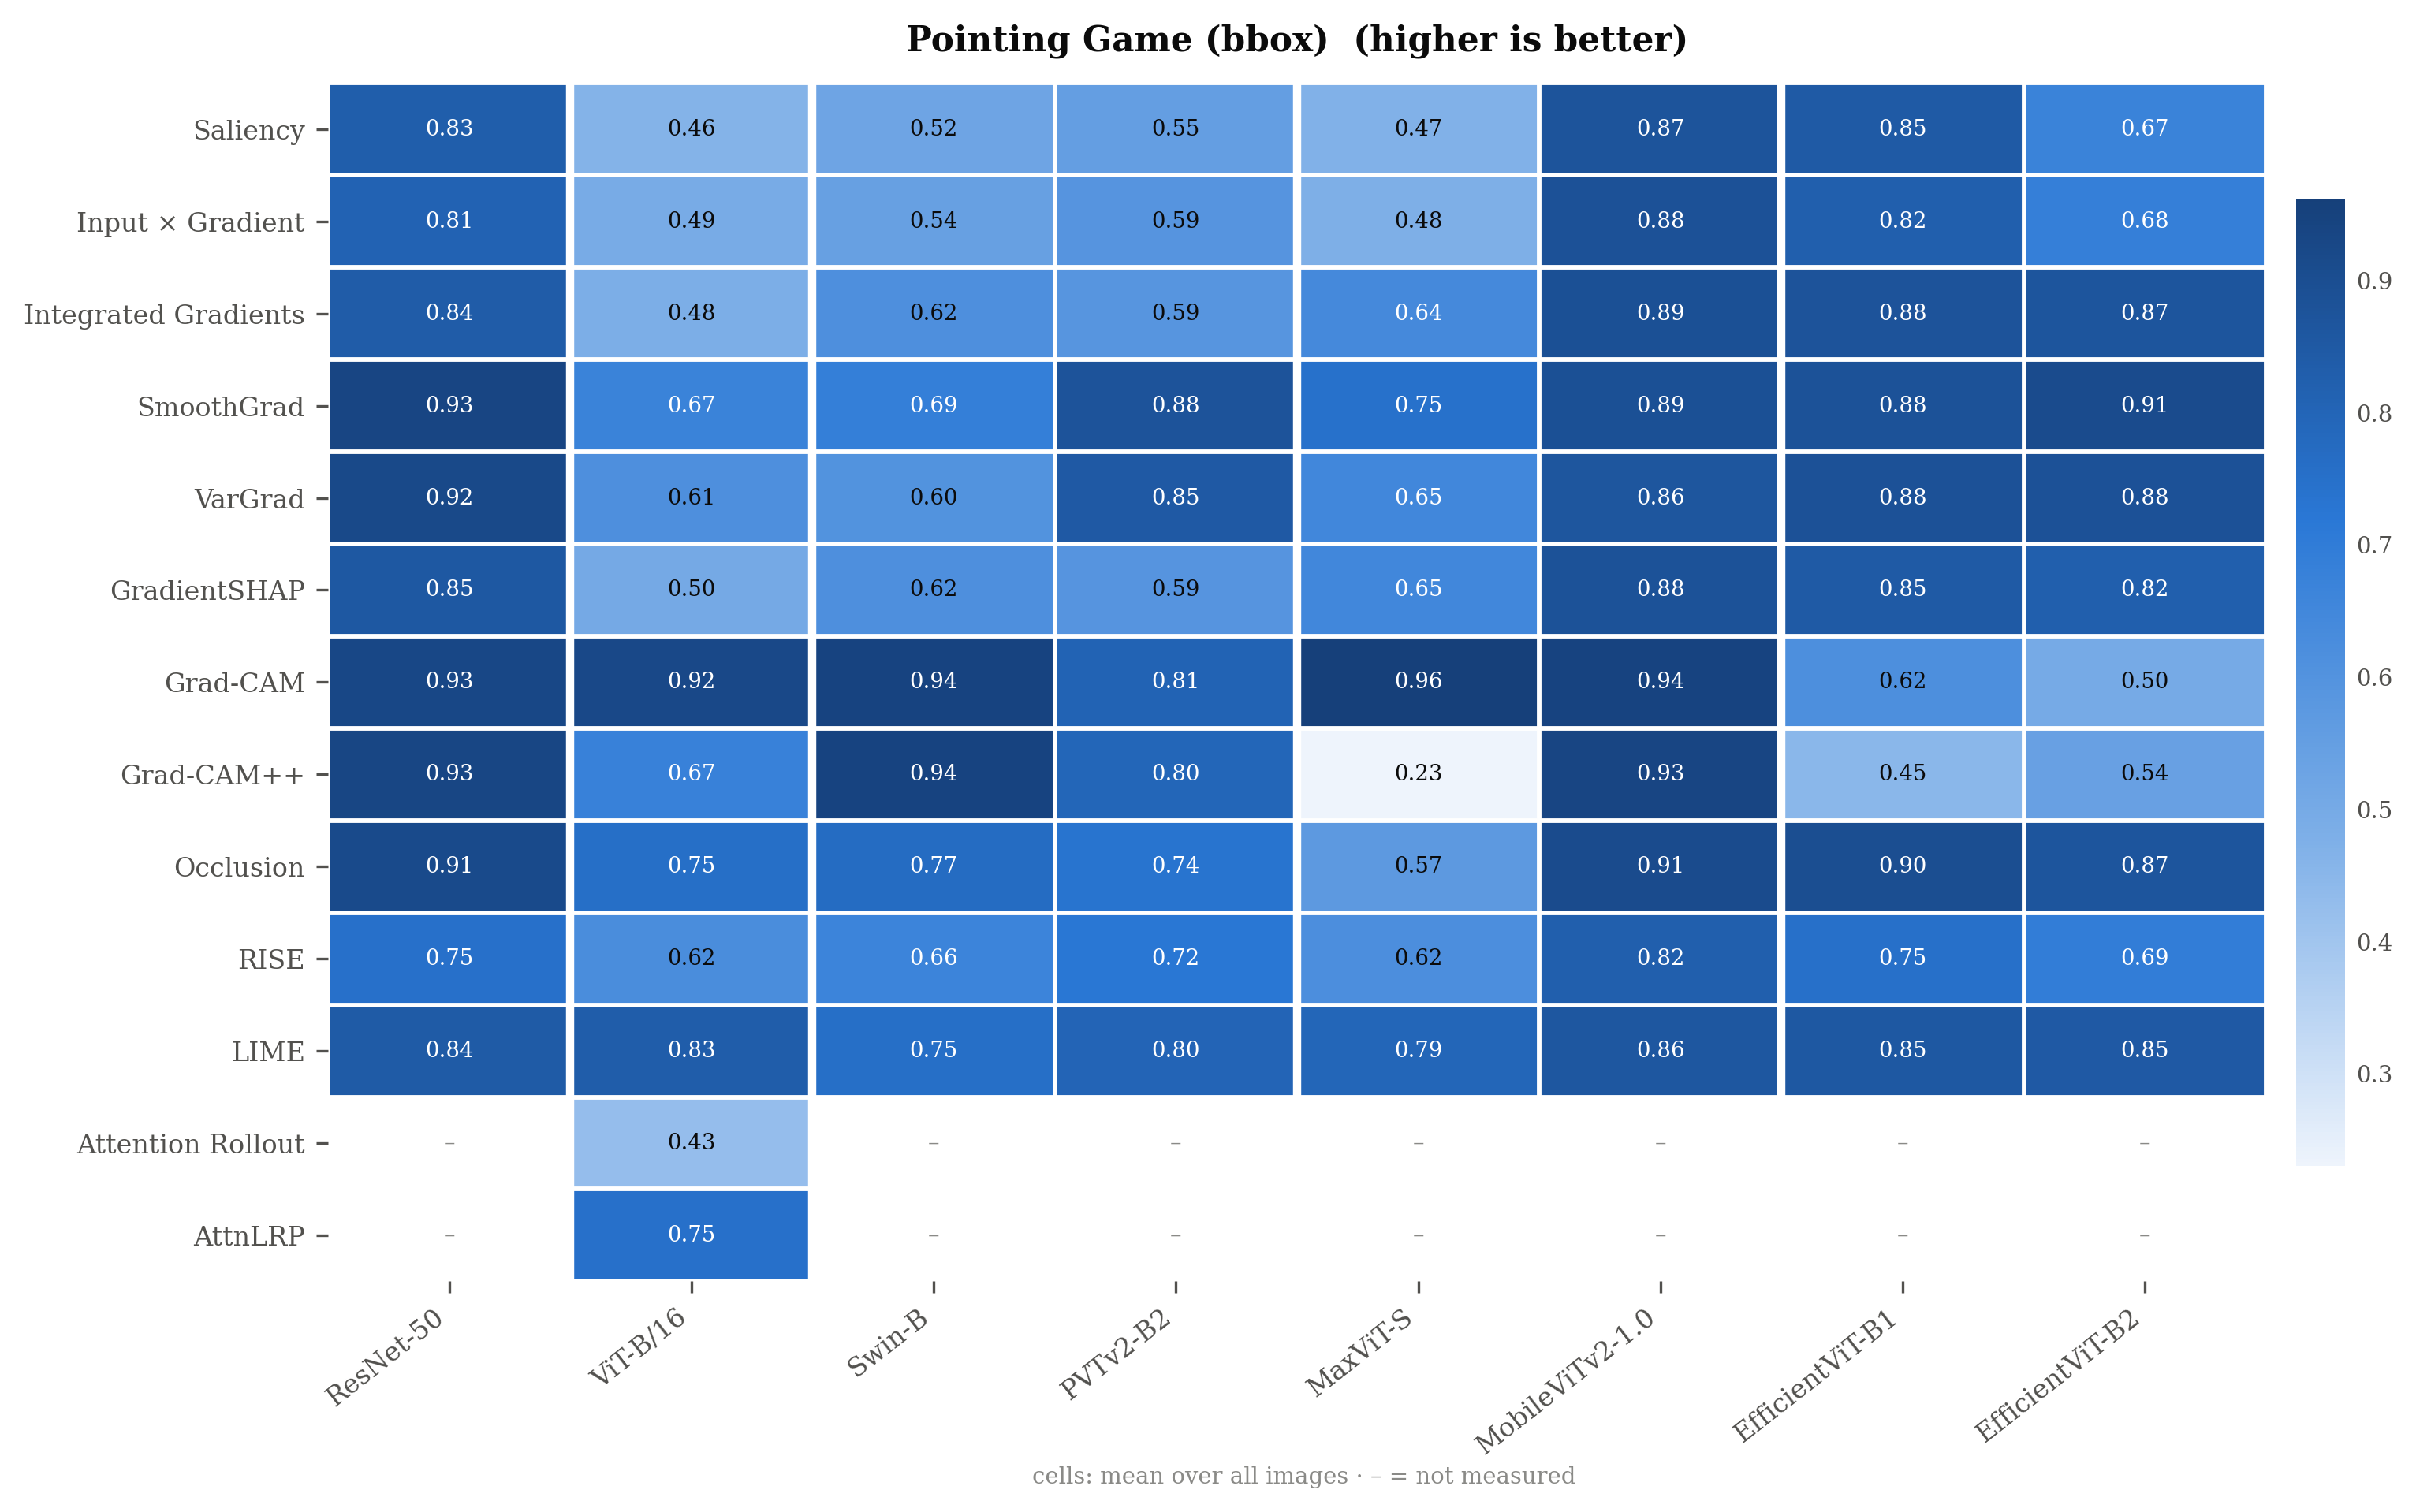 Pointing Game (bbox)  (higher is better)
Saliency 0.83 0.46 0.52 0.55 0.47 0.87 0.85 0.67
Input × Gradient 0.81 0.49 0.54 0.59 0.48 0.88 0.82 0.68
Integrated Gradients 0.84 0.48 0.62 0.59 0.64 0.89 0.88 0.87
SmoothGrad 0.93 0.67 0.69 0.88 0.75 0.89 0.88 0.91
VarGrad 0.92 0.61 0.60 0.85 0.65 0.86 0.88 0.88
GradientSHAP 0.85 0.50 0.62 0.59 0.65 0.88 0.85 0.82
Grad-CAM 0.93 0.92 0.94 0.81 0.96 0.94 0.62 0.50
Grad-CAM++ 0.93 0.67 0.94 0.80 0.23 0.93 0.45 0.54
Occlusion 0.91 0.75 0.77 0.74 0.57 0.91 0.90 0.87
RISE 0.75 0.62 0.66 0.72 0.62 0.82 0.75 0.69
LIME 0.84 0.83 0.75 0.80 0.79 0.86 0.85 0.85
Attention Rollout – 0.43 – – – – – –
AttnLRP – 0.75 – – – – – –
ResNet-50 ViT-B/16 Swin-B PVTv2-B2 MaxViT-S MobileViTv2-1.0 EfficientViT-B1 EfficientViT-B2
0.9
0.8
0.7
0.6
0.5
0.4
0.3
cells: mean over all images · – = not measured